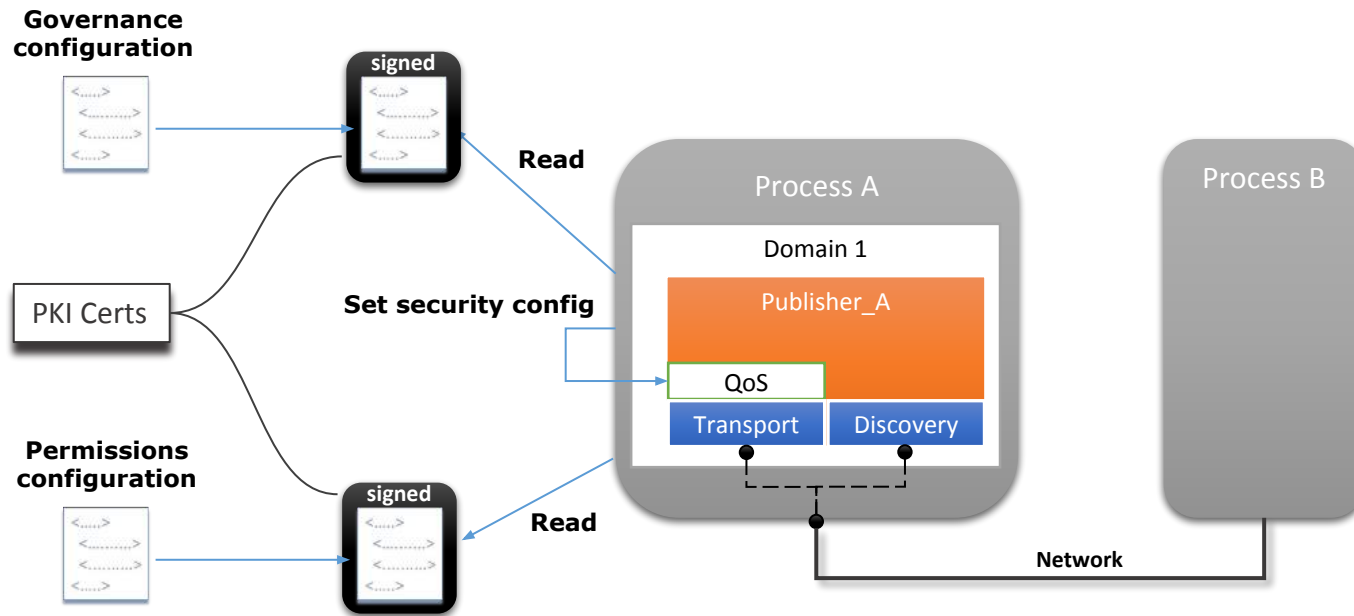 Governance
configuration
signed
<.....>
<..........>
<..........>
<.....>
<.....>
<..........>
<..........>
<.....>
Read
Process A
Process B
Domain 1
PKI Certs
Set security config
Publisher_A
QoS
Transport
Discovery
Permissions
configuration
signed
<.....>
<..........>
<..........>
<.....>
<.....>
<..........>
<..........>
<.....>
Read
Network